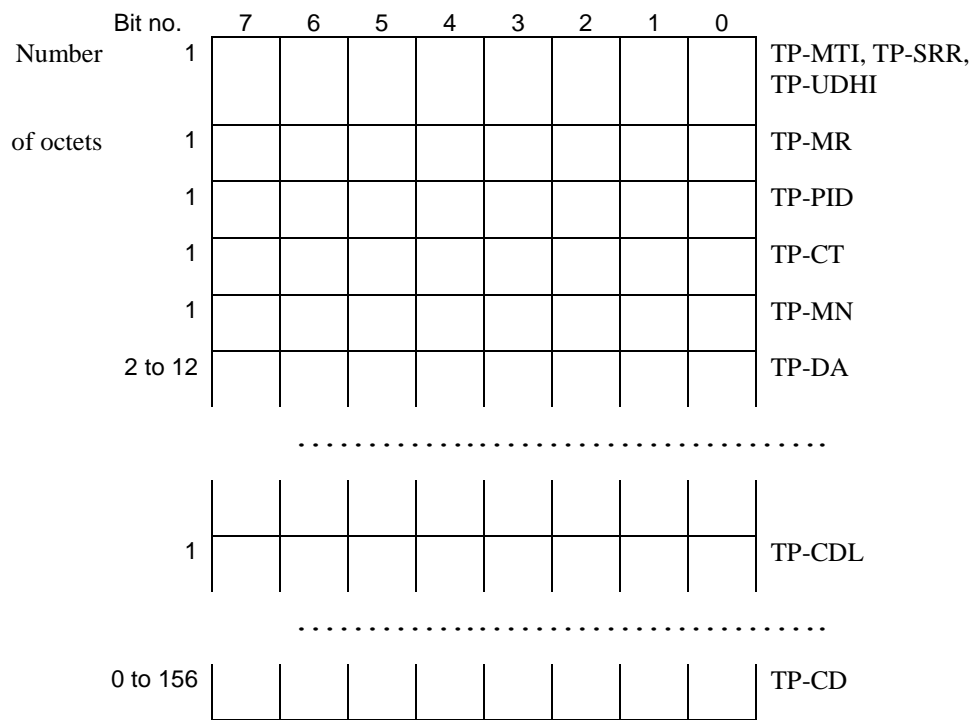 Bit no. 7 6 5 4 3 2 1 0
Number 1 TP-MTI, TP-SRR,
TP-UDHI
of octets 1 TP-MR
1 TP-PID
1 TP-CT
1 TP-MN
2 to 12 TP-DA
1 TP-CDL
0 to 156 TP-CD